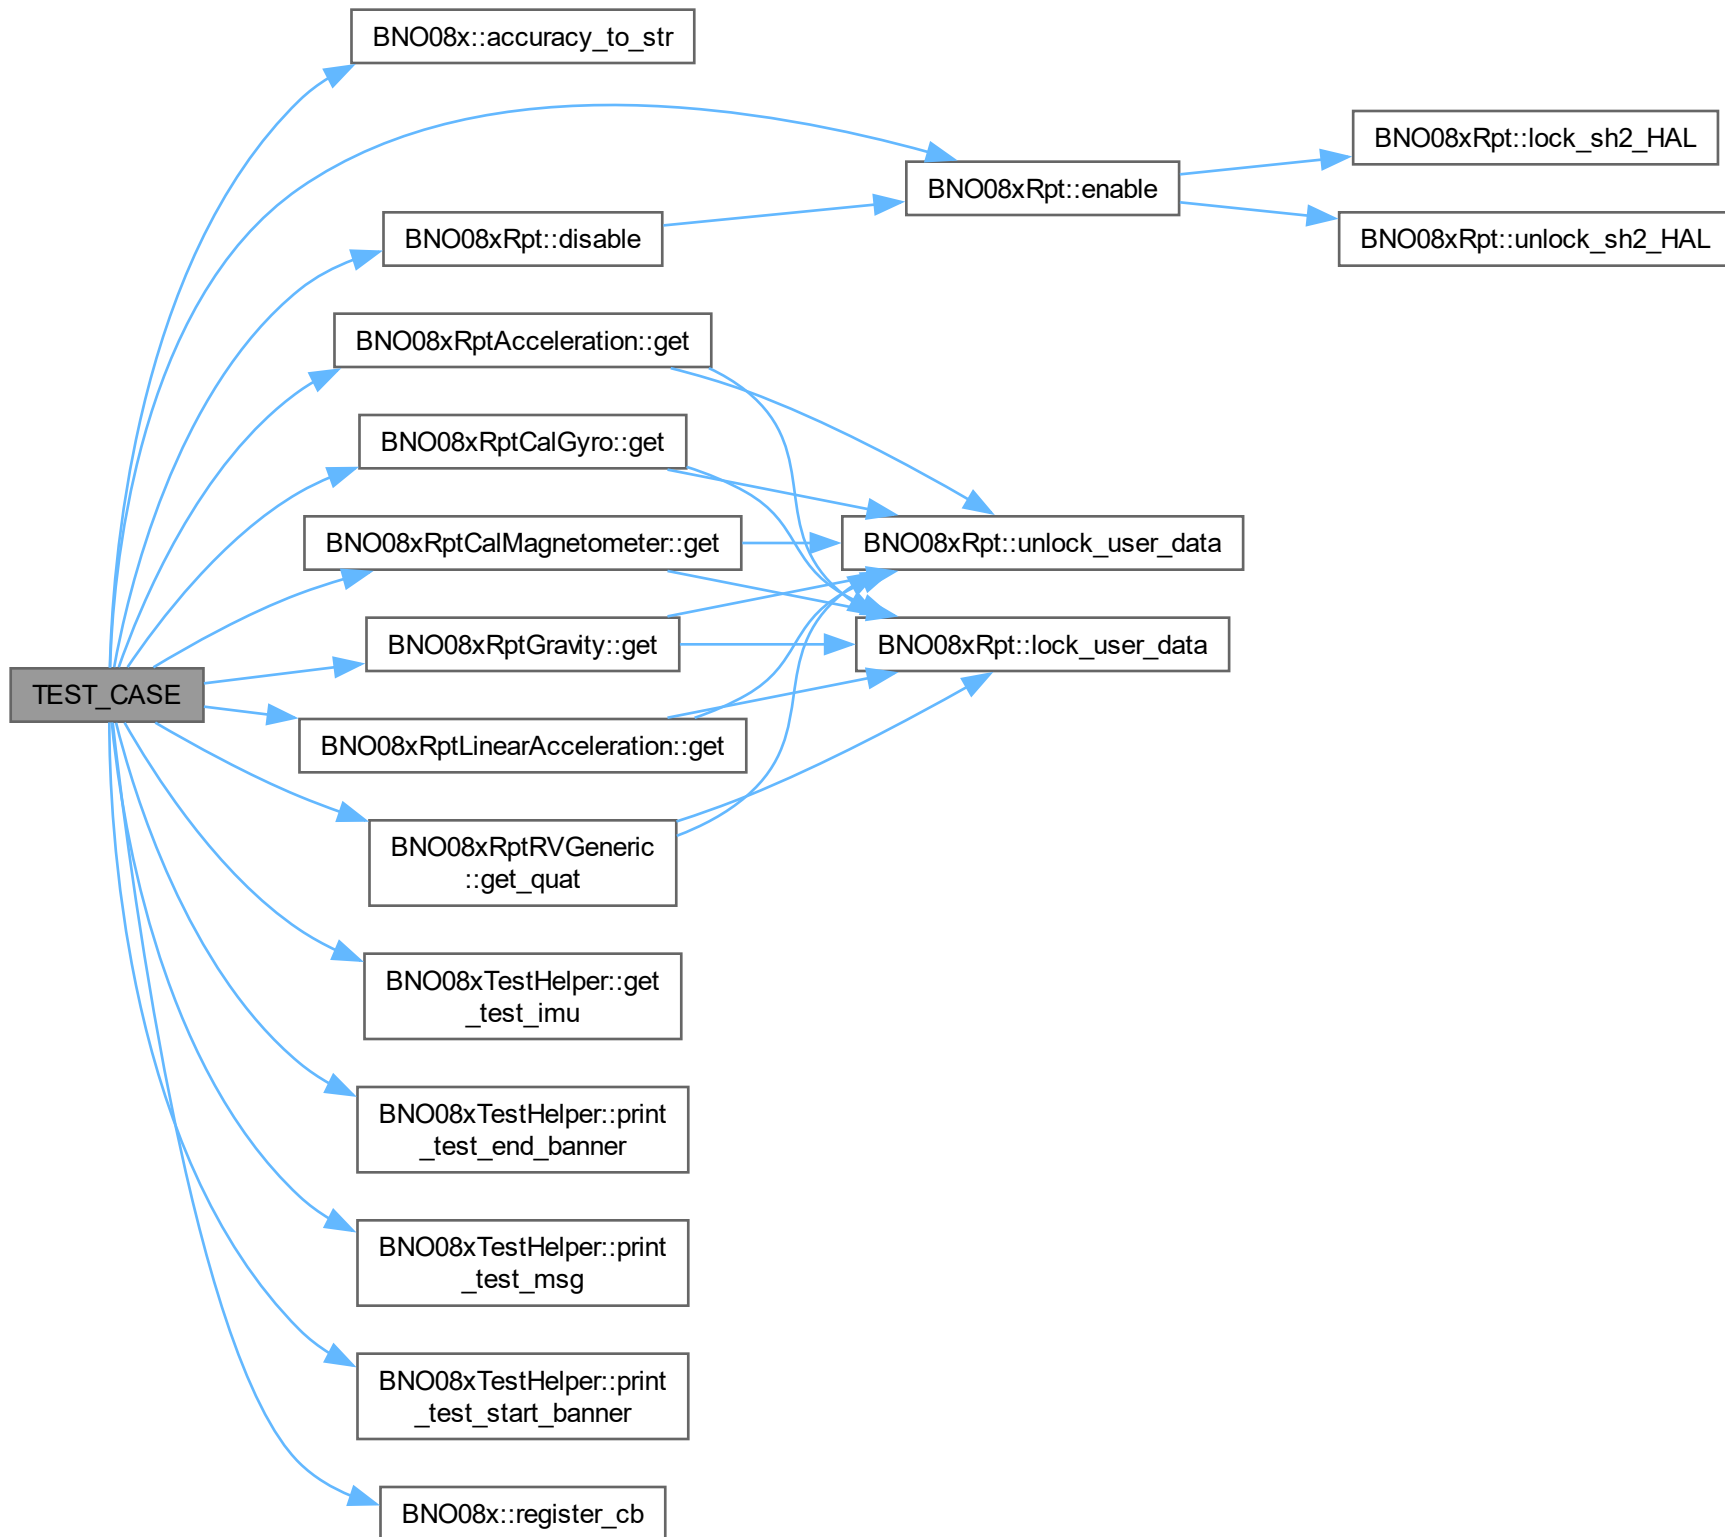 BNO08x::accuracy_to_str
BNO08xRpt::lock_sh2_HAL
BNO08xRpt::enable
BNO08xRpt::disable
BNO08xRpt::unlock_sh2_HAL
BNO08xRptAcceleration::get
BNO08xRptCalGyro::get
BNO08xRptCalMagnetometer::get
BNO08xRpt::unlock_user_data
BNO08xRptGravity::get
BNO08xRpt::lock_user_data
TEST_CASE
BNO08xRptLinearAcceleration::get
BNO08xRptRVGeneric
::get_quat
BNO08xTestHelper::get
_test_imu
BNO08xTestHelper::print
_test_end_banner
BNO08xTestHelper::print
_test_msg
BNO08xTestHelper::print
_test_start_banner
BNO08x::register_cb